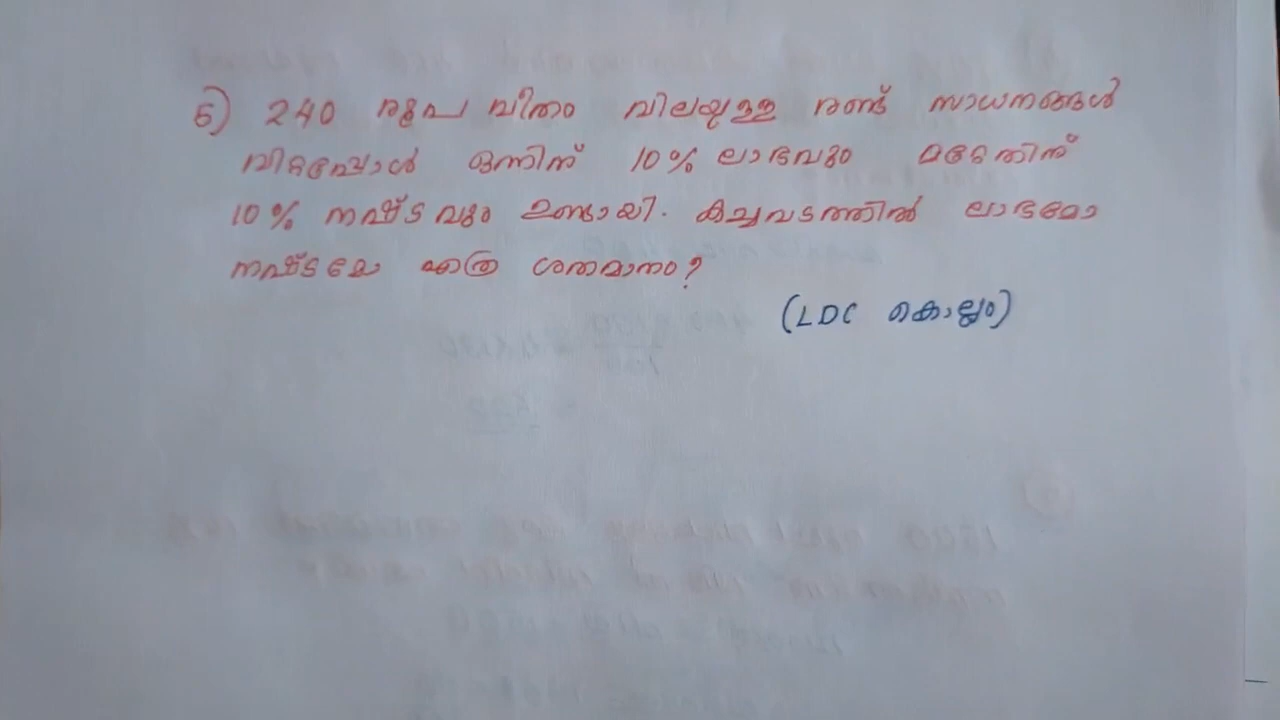 5) 240 രൂപ വീതം വിലയുള്ള രണ്ട് സാധനങ്ങൾ
വിറ്റപ്പോൾ ഒന്നിന് 10% ലാഭവും മറ്റേതിന്
10% നഷ്ടവും ഉണ്ടായി. കച്ചവടത്തിൽ ലാഭമോ
നഷ്ടമോ എത്ര ശതമാനം?
(LDC കൊല്ലം)